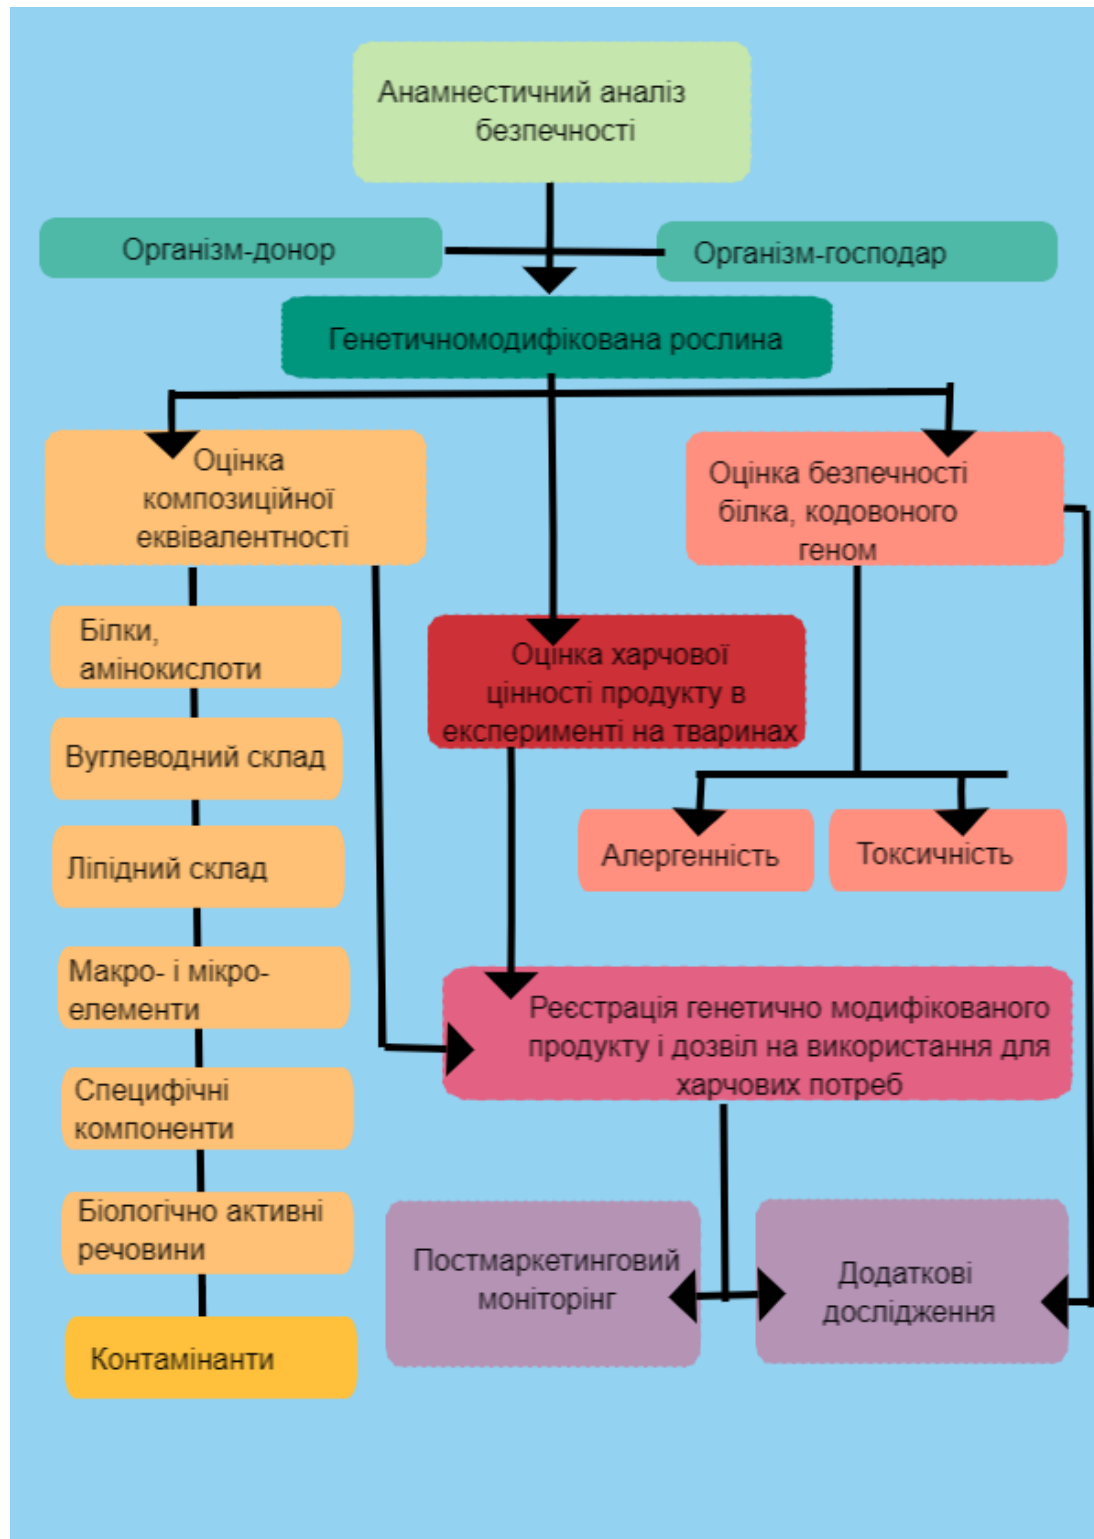 Анамнестичний аналіз
безпечності
Організм-донор
Організм-господар
Генетичномодифікована рослина
Оцінка
композиційної
еквівалентності
Оцінка безпечності
білка, кодовоного
геном
Білки,
амінокислоти
Оцінка харчової
цінності продукту в
експерименті на тваринах
Вуглеводний склад
Ліпідний склад
Алергенність
Токсичність
Макро- і мікро-
елементи
Реєстрація генетично модифікованого
продукту і дозвіл на використання для
харчових потреб
Специфічні
компоненти
Біологічно активні
речовини
Постмаркетинговий
моніторінг
Додаткові
дослідження
Контамінанти